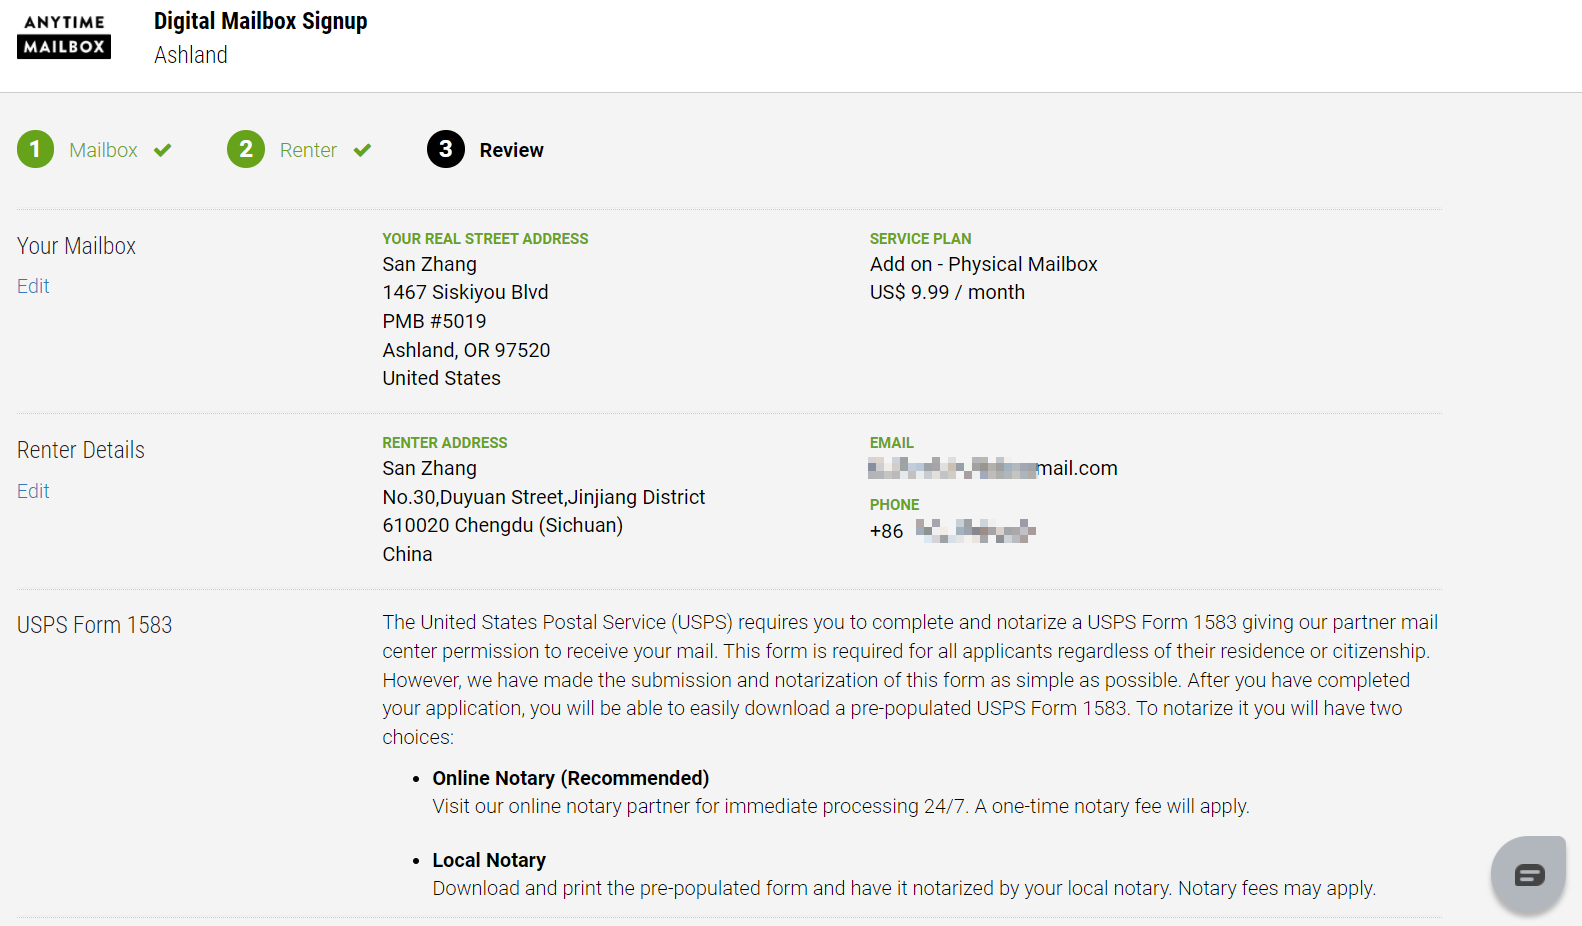 ANYTIME
MAILBOX
Digital Mailbox Signup
Ashland
1 Mailbox
2 Renter
3 Review
Your Mailbox
Edit
YOUR REAL STREET ADDRESS
San Zhang
1467 Siskiyou Blvd
PMB #5019
Ashland, OR 97520
United States
SERVICE PLAN
Add on - Physical Mailbox
US$ 9.99 / month
Renter Details
Edit
RENTER ADDRESS
San Zhang
No.30,Duyuan Street,Jinjiang District
610020 Chengdu (Sichuan)
China
EMAIL
mail.com
PHONE
+86
USPS Form 1583
The United States Postal Service (USPS) requires you to complete and notarize a USPS Form 1583 giving our partner mail
center permission to receive your mail. This form is required for all applicants regardless of their residence or citizenship.
However, we have made the submission and notarization of this form as simple as possible. After you have completed
your application, you will be able to easily download a pre-populated USPS Form 1583. To notarize it you will have two
choices:
• Online Notary (Recommended)
Visit our online notary partner for immediate processing 24/7. A one-time notary fee will apply.
• Local Notary
Download and print the pre-populated form and have it notarized by your local notary. Notary fees may apply.